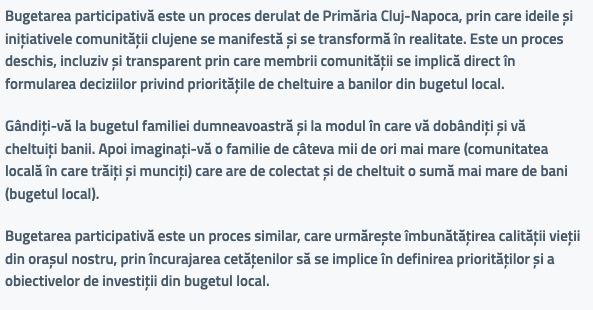 Bugetarea participativă este un proces derulat de Primăria Cluj-Napoca, prin care ideile și
inițiativele comunității clujene se manifestă și se transformă în realitate. Este un proces
deschis, incluziv și transparent prin care membrii comunității se implică direct în
formularea deciziilor privind prioritățile de cheltuire a banilor din bugetul local.
Gândiți-vă la bugetul familiei dumneavoastră și la modul în care vă dobândiți și vă
cheltuiți banii. Apoi imaginați-vă o familie de câteva mii de ori mai mare (comunitatea
locală în care trăiți și munciți) care are de colectat și de cheltuit o sumă mai mare de bani
(bugetul local).
Bugetarea participativă este un proces similar, care urmărește îmbunătățirea calității vieții
din orașul nostru, prin încurajarea cetățenilor să se implice în definirea priorităților și a
obiectivelor de investiții din bugetul local.